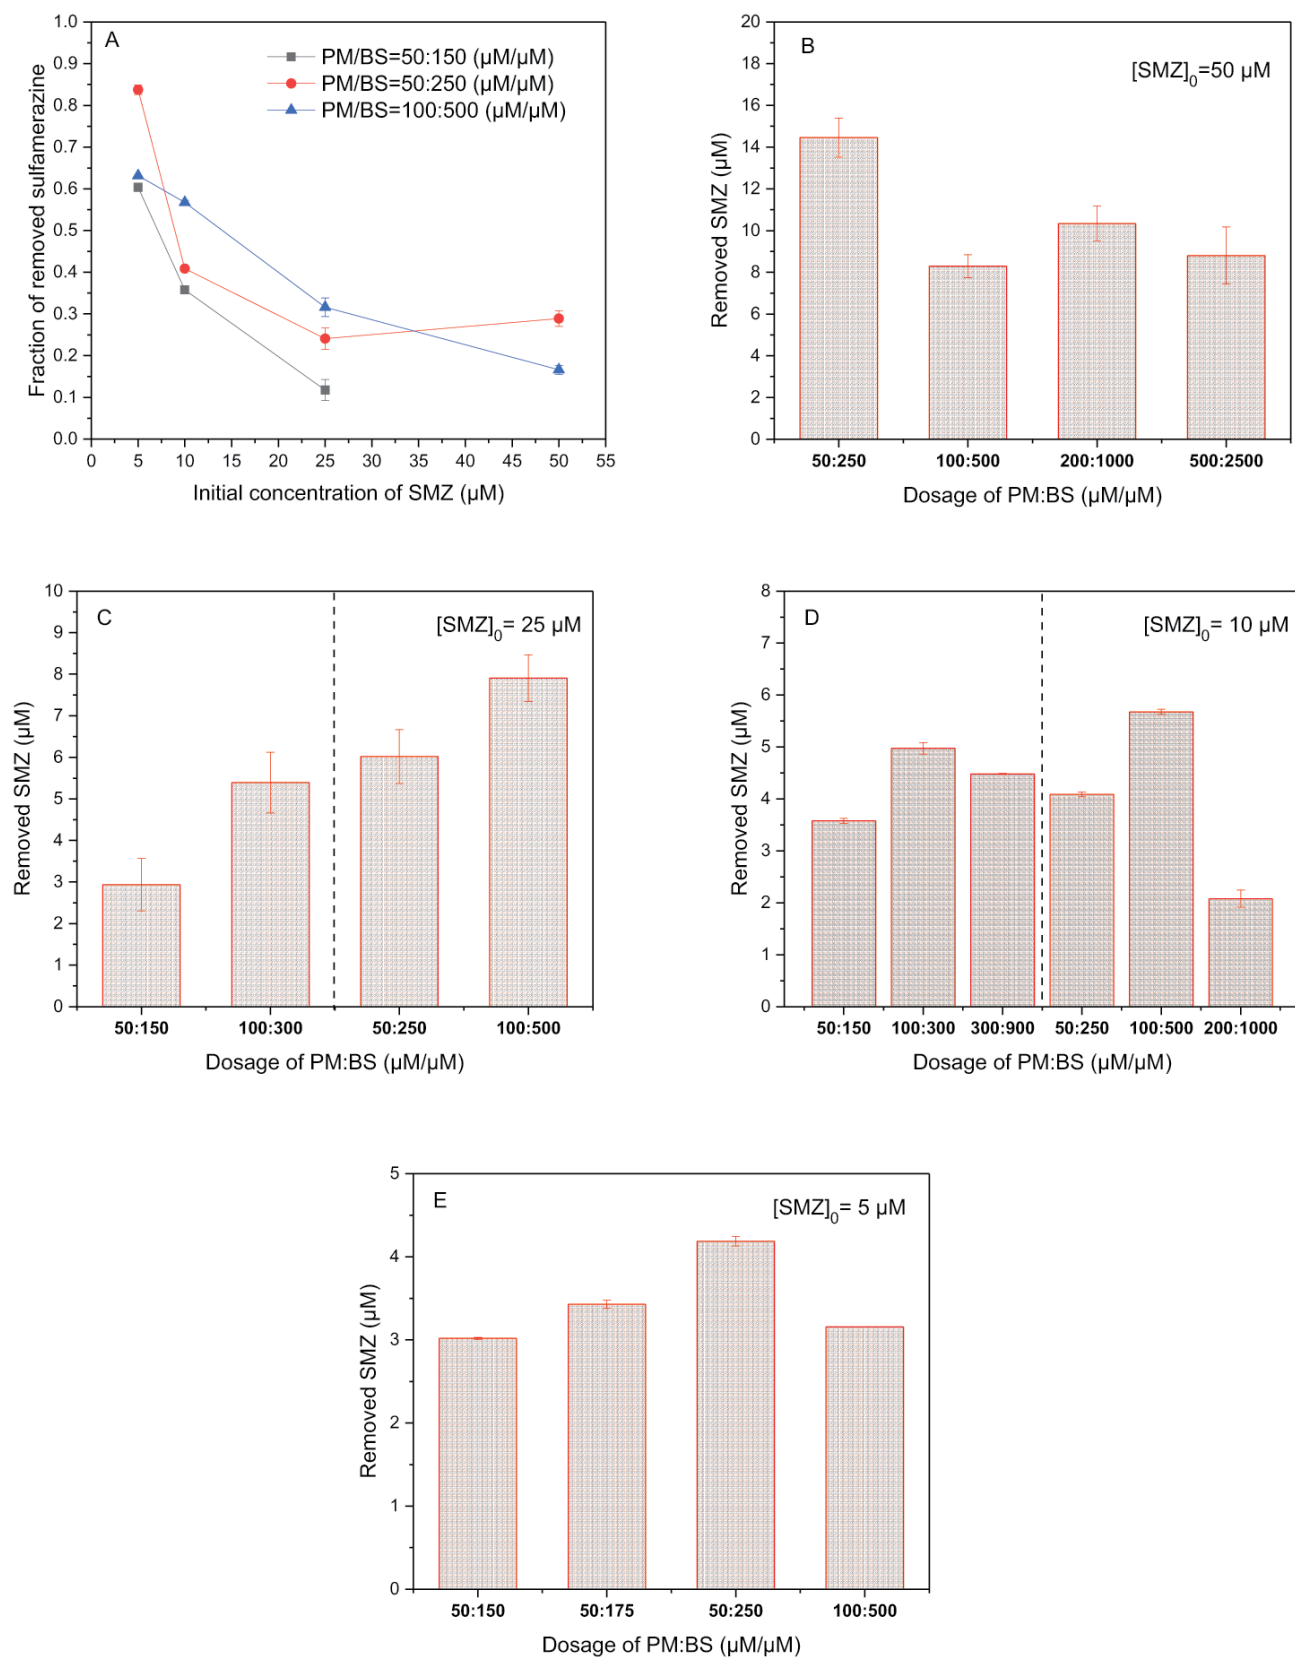 A
PM/BS=50:150 (μM/μM)
PM/BS=50:250 (μM/μM)
PM/BS=100:500 (μM/μM)
Fraction of removed sulfamerazine
1.0
0.9
0.8
0.7
0.6
0.5
0.4
0.3
0.2
0.1
0.0
0 5 10 15 20 25 30 35 40 45 50 55
Initial concentration of SMZ (μM)
B
[SMZ]₀=50 μM
Removed SMZ (μM)
20
18
16
14
12
10
8
6
4
2
0
50:250 100:500 200:1000 500:2500
Dosage of PM:BS (μM/μM)
C
[SMZ]₀= 25 μM
Removed SMZ (μM)
10
9
8
7
6
5
4
3
2
1
0
50:150 100:300 50:250 100:500
Dosage of PM:BS (μM/μM)
D
[SMZ]₀= 10 μM
Removed SMZ (μM)
8
7
6
5
4
3
2
1
0
50:150 100:300 300:900 50:250 100:500 200:1000
Dosage of PM:BS (μM/μM)
E
[SMZ]₀= 5 μM
Removed SMZ (μM)
5
4
3
2
1
0
50:150 50:175 50:250 100:500
Dosage of PM:BS (μM/μM)